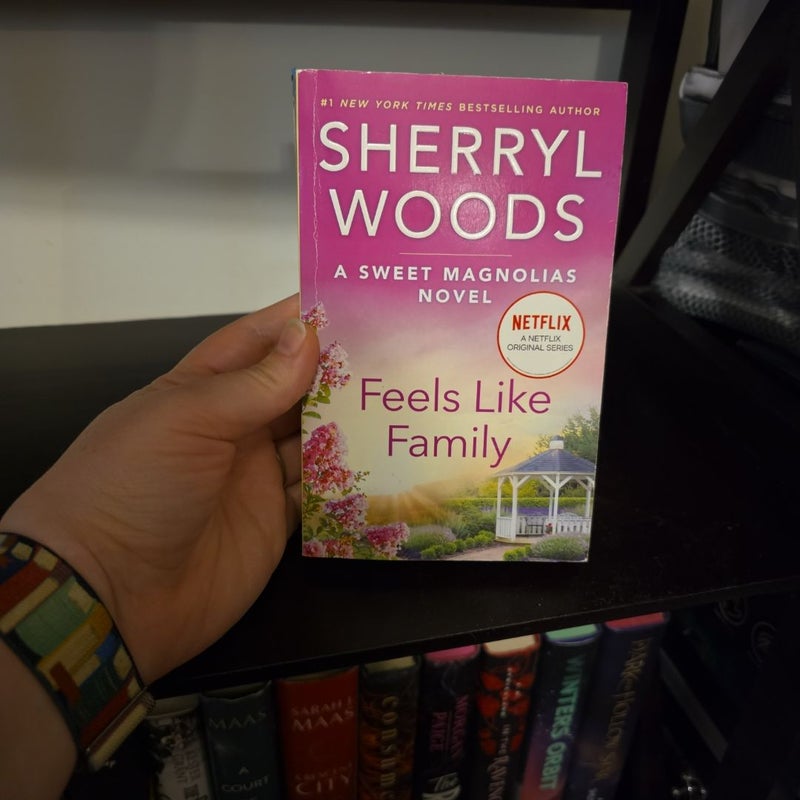 #1 NEW YORK TIMES BESTSELLING AUTHOR
SHERRYL
WOODS
A SWEET MAGNOLIAS
NOVEL
NETFLIX
A NETFLIX
ORIGINAL SERIES
Feels Like
Family
MAAS
A
COURT
SARAH J.
MAAS
CITY
WINTER'S ORBIT